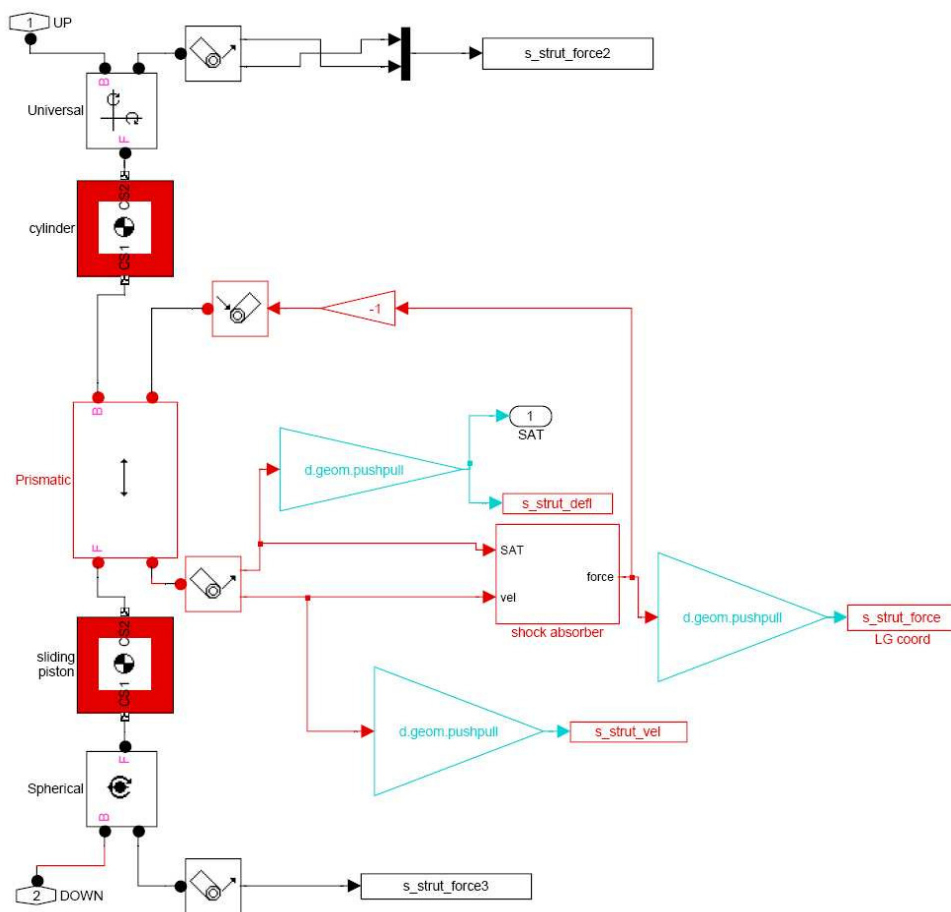 1
UP
s_strut_force2
B
Universal
F
CS2
cylinder
CS1
-1
B
1
SAT
d.geom.pushpull
Prismatic
s_strut_defl
F
SAT
force
vel
shock absorber
d.geom.pushpull
s_strut_force
LG coord
CS2
sliding
piston
CS1
d.geom.pushpull
s_strut_vel
F
Spherical
B
2
DOWN
s_strut_force3